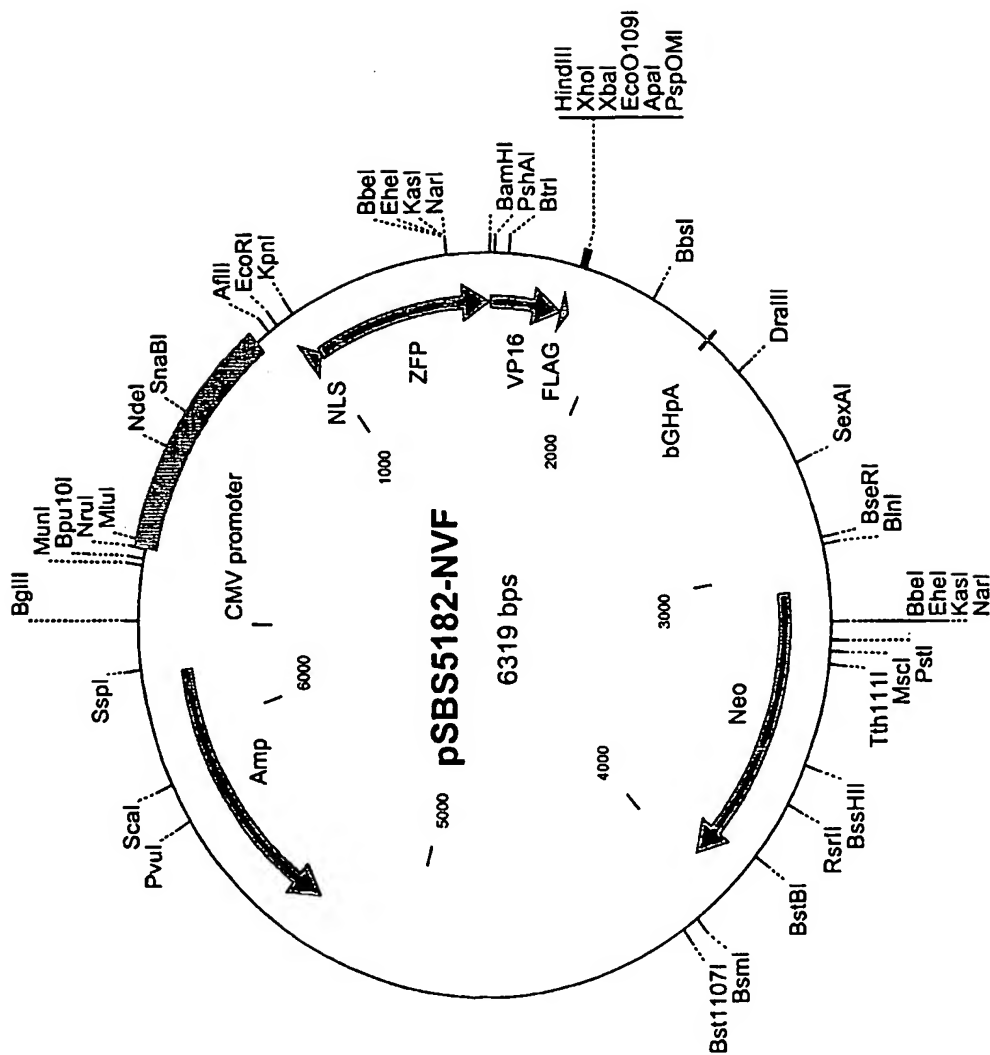 BglII
MunI
Bpu10I
NruI
MluI
NdeI
SnaBI
AflII
EcoRI
KpnI
BbeI
EheI
KasI
NarI
BamHI
PshAI
BtrI
HindIII
XhoI
XbaI
EcoO109I
ApaI
PspOMI
BbsI
DraIII
SexAI
BseRI
BlnI
BbeI
EheI
KasI
NarI
PstI
MscI
Tth111I
BssHII
RsrII
BstBI
BsmI
Bst1107I
PvuI
ScaI
SspI
CMV promoter
NLS
ZFP
VP16
FLAG
bGHpA
Neo
Amp
1000
2000
3000
4000
5000
6000
pSBS5182-NVF
6319 bps